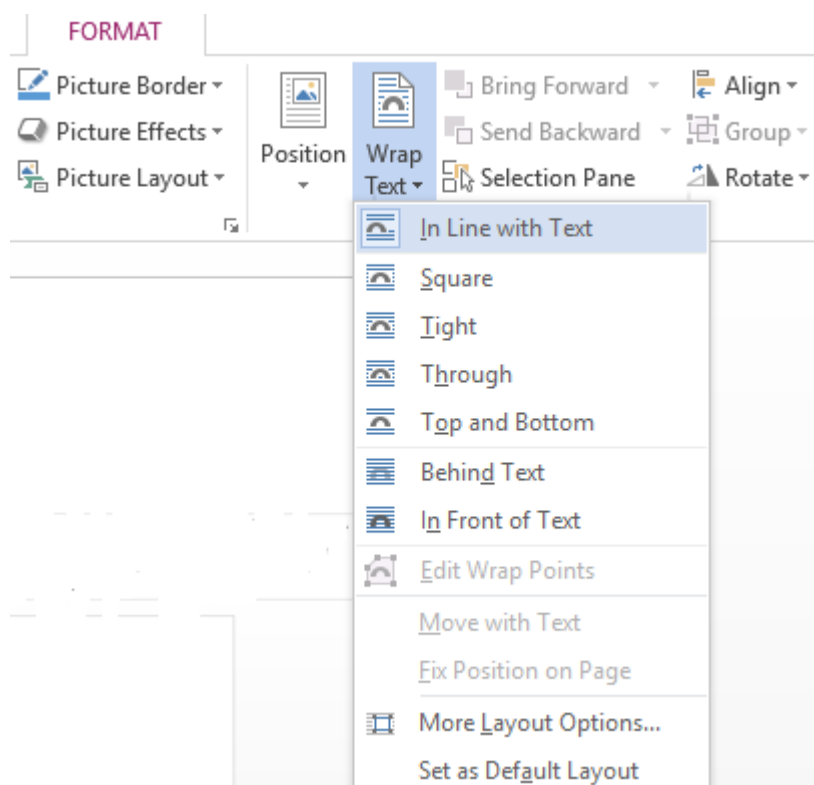 FORMAT
Picture Border
Picture Effects
Picture Layout
Position
Wrap
Text
Bring Forward
Send Backward
Selection Pane
Align
Group
Rotate
In Line with Text
Square
Tight
Through
Top and Bottom
Behind Text
In Front of Text
Edit Wrap Points
Move with Text
Fix Position on Page
More Layout Options...
Set as Default Layout